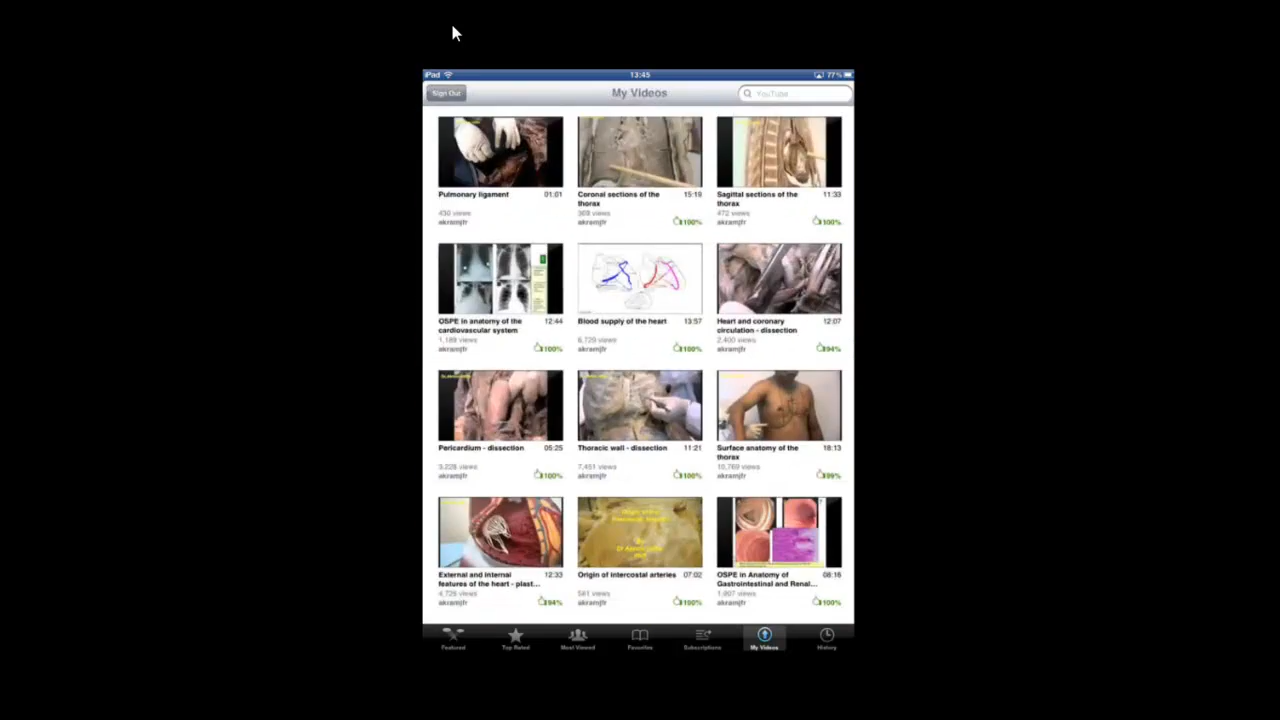 iPad 13:45 77%
Sign Out My Videos YouTube
Pulmonary ligament 01:01
430 views
akramjfr
Coronal sections of the 15:19
thorax
369 views
akramjfr 100%
Sagittal sections of the 11:33
thorax
472 views
akramjfr 100%
OSPE in anatomy of the 12:44
cardiovascular system
1,189 views
akramjfr 100%
Blood supply of the heart 13:57
6,729 views
akramjfr 100%
Heart and coronary 12:07
circulation - dissection
2,400 views
akramjfr 94%
Pericardium - dissection 05:25
3,228 views
akramjfr 100%
Thoracic wall - dissection 11:21
7,451 views
akramjfr 100%
Surface anatomy of the 18:13
thorax
10,769 views
akramjfr 99%
External and internal 12:33
features of the heart - plast...
4,726 views
akramjfr 94%
Origin of the
Origin of intercostal arteries 07:02
561 views
akramjfr 100%
OSPE in Anatomy of 08:16
Gastrointestinal and Renal...
akramjfr 100%
Featured Top Rated Most Viewed Favorites Subscriptions My Videos History